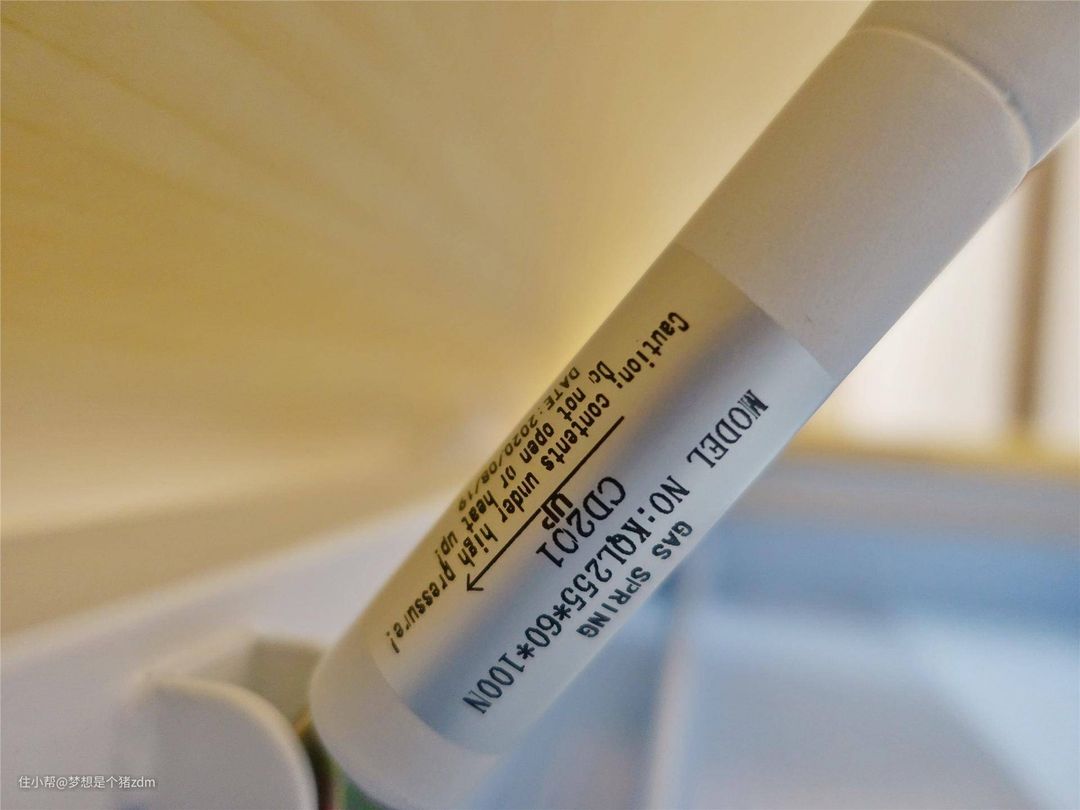 GAS SPRING
MODEL NO:KQL255*60*100N
CD201
UP
Caution; contents under high pressure!
Do not open or heat up!
DATE:2020/08/19
住小帮@梦想是个猪zdm